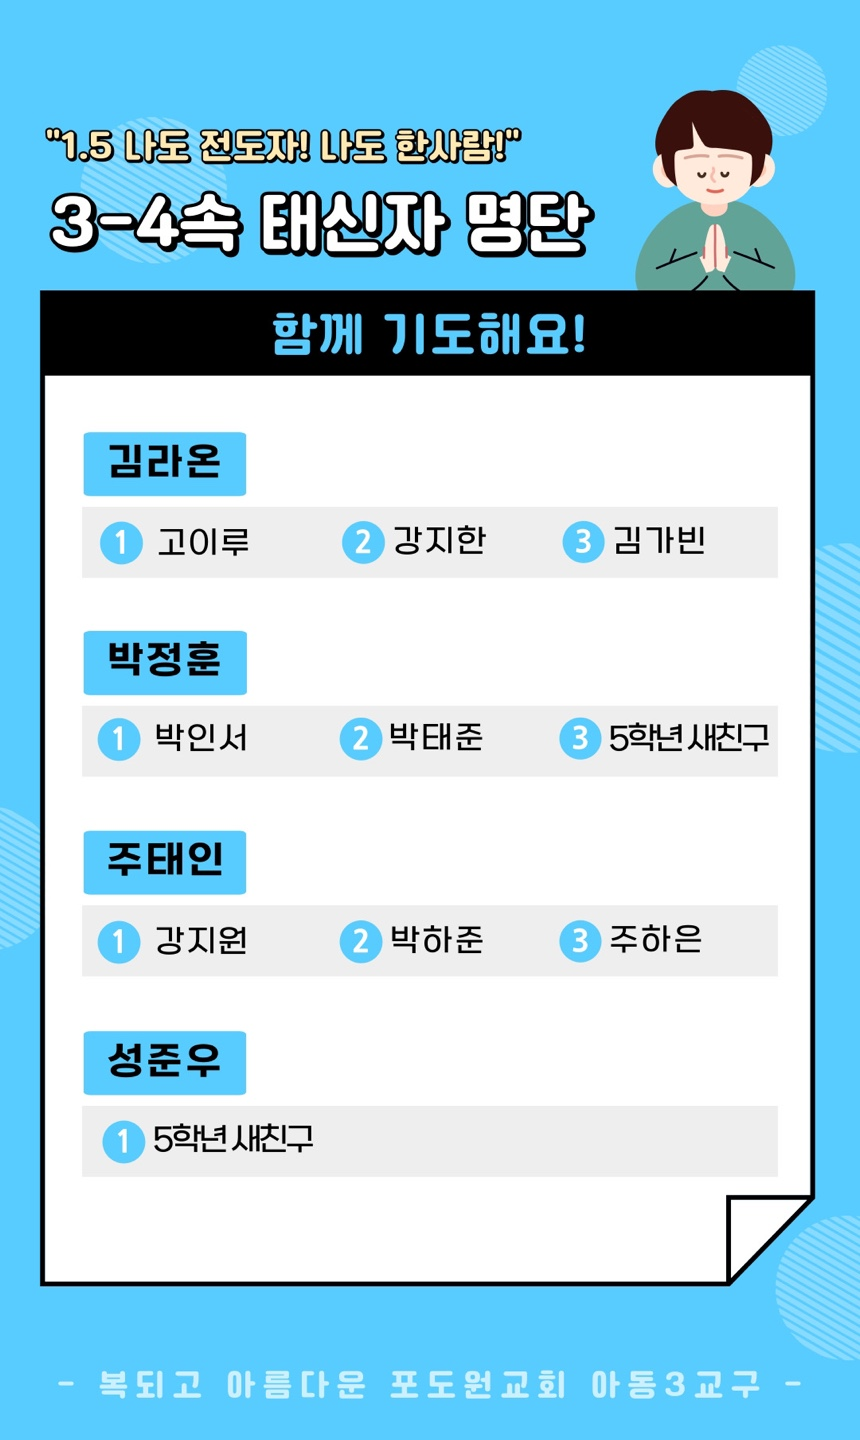 "1.5 나도 전도자! 나도 한사람!"
3-4속 태신자 명단
함께 기도해요!
김라온
1 고이루 2 강지한 3 김가빈
박정훈
1 박인서 2 박태준 3 5학년 새친구
주태인
1 강지원 2 박하준 3 주하은
성준우
1 5학년 새친구
- 복되고 아름다운 포도원교회 아동3교구 -